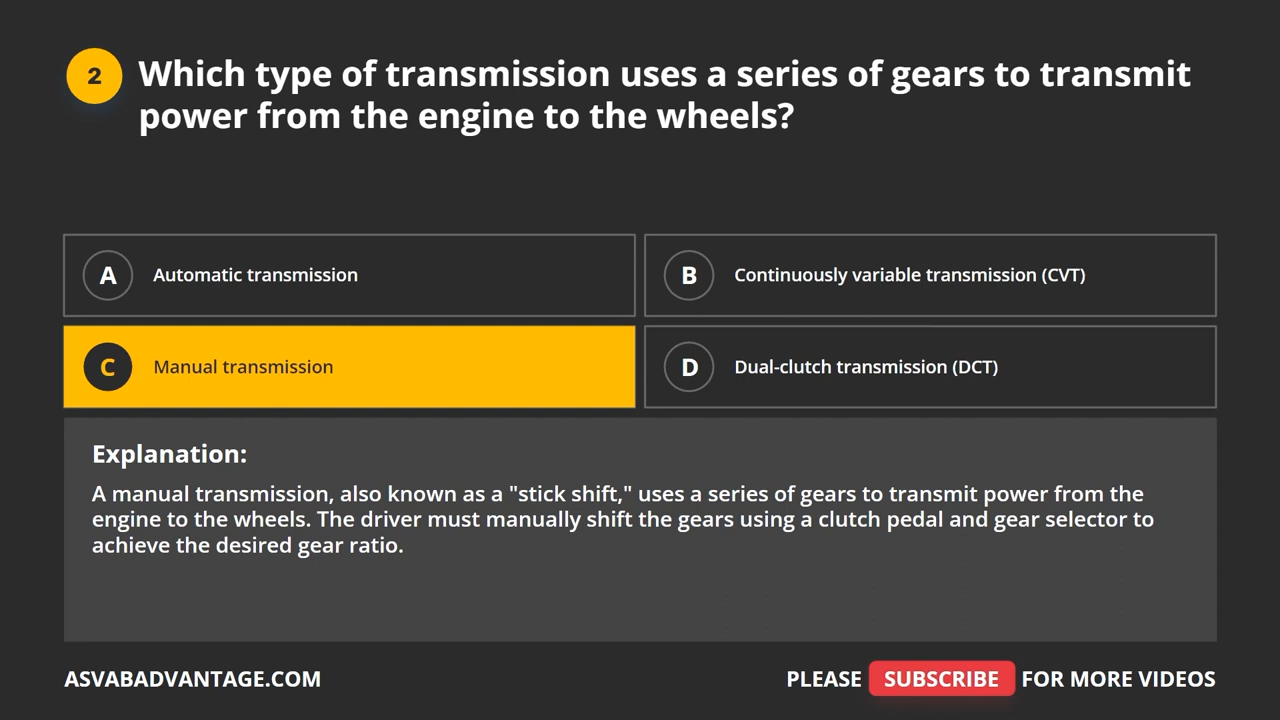 2
Which type of transmission uses a series of gears to transmit
power from the engine to the wheels?
A Automatic transmission
B Continuously variable transmission (CVT)
C Manual transmission
D Dual-clutch transmission (DCT)
Explanation:
A manual transmission, also known as a "stick shift," uses a series of gears to transmit power from the
engine to the wheels. The driver must manually shift the gears using a clutch pedal and gear selector to
achieve the desired gear ratio.
ASVABADVANTAGE.COM
PLEASE SUBSCRIBE FOR MORE VIDEOS